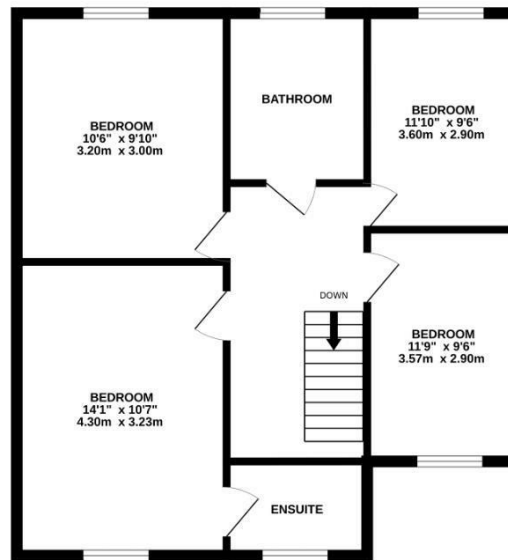 BATHROOM
BEDROOM
10'6" x 9'10"
3.20m x 3.00m
BEDROOM
11'10" x 9'6"
3.60m x 2.90m
DOWN
BEDROOM
11'9" x 9'6"
3.57m x 2.90m
BEDROOM
14'1" x 10'7"
4.30m x 3.23m
ENSUITE